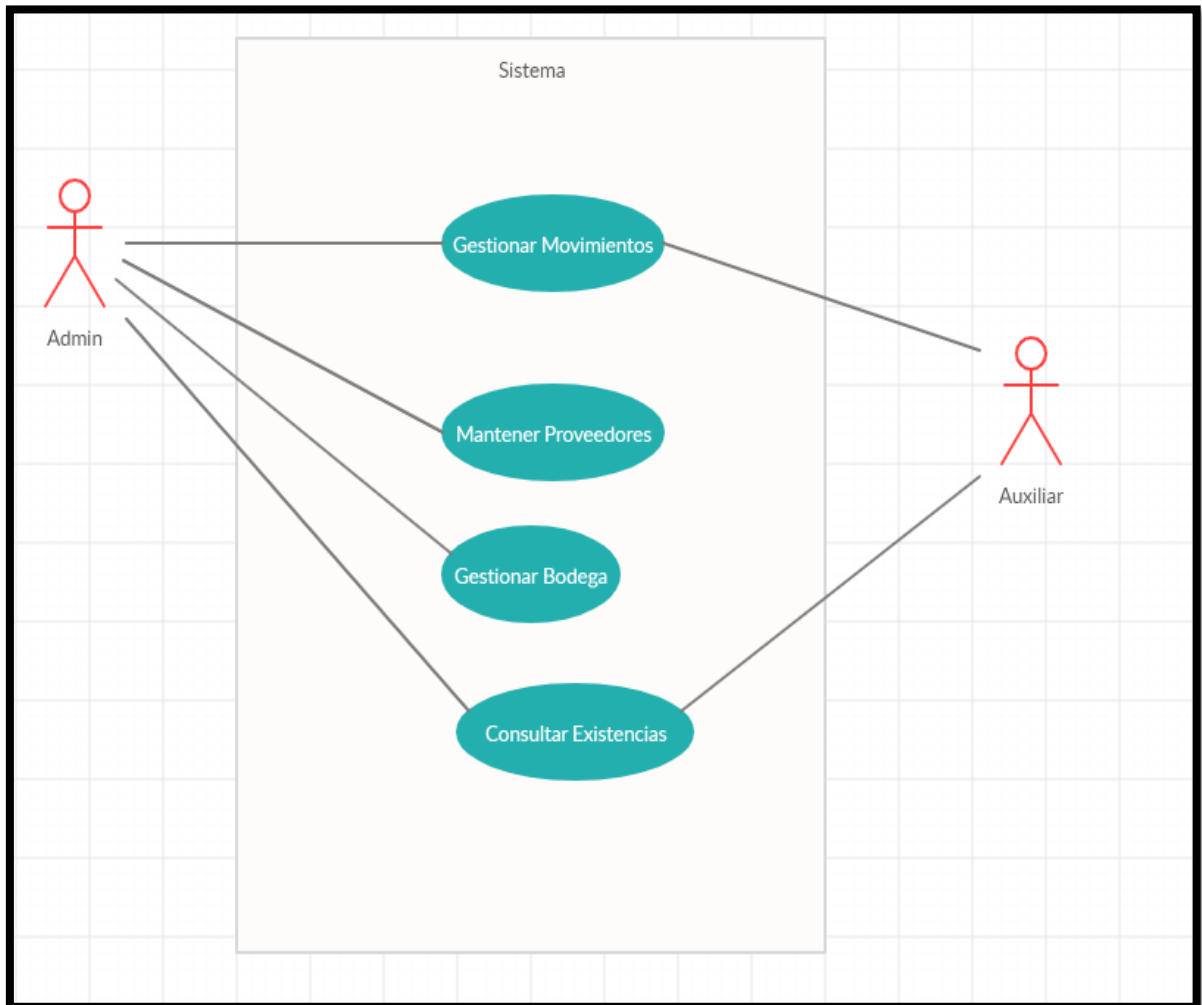 Sistema
Gestionar Movimientos
Admin
Mantener Proveedores
Auxiliar
Gestionar Bodega
Consultar Existencias